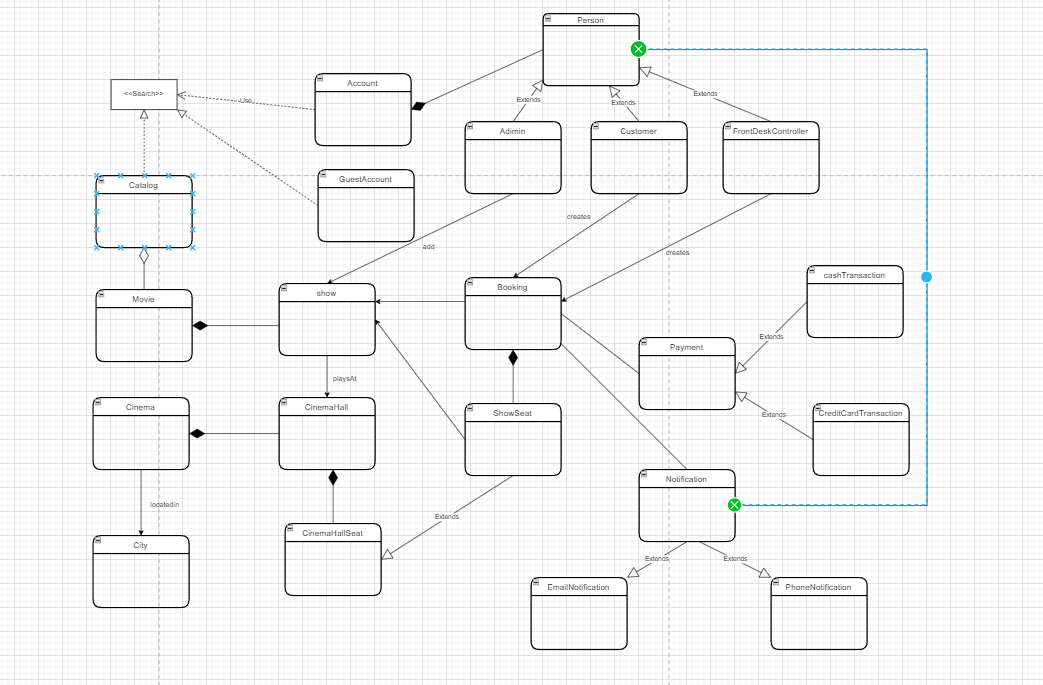 Person
Account
<<Search>>
Use
Extends
Extends
Extends
Adimin
Customer
FrontDeskController
Catalog
GuestAccount
creates
add
creates
cashTransaction
Movie
show
Booking
Extends
Payment
playsAt
Cinema
CinemaHall
ShowSeat
Extends
CreditCardTransaction
Notification
locatedin
Extends
CinemaHallSeat
City
Extends
Extends
EmailNotification
PhoneNotification